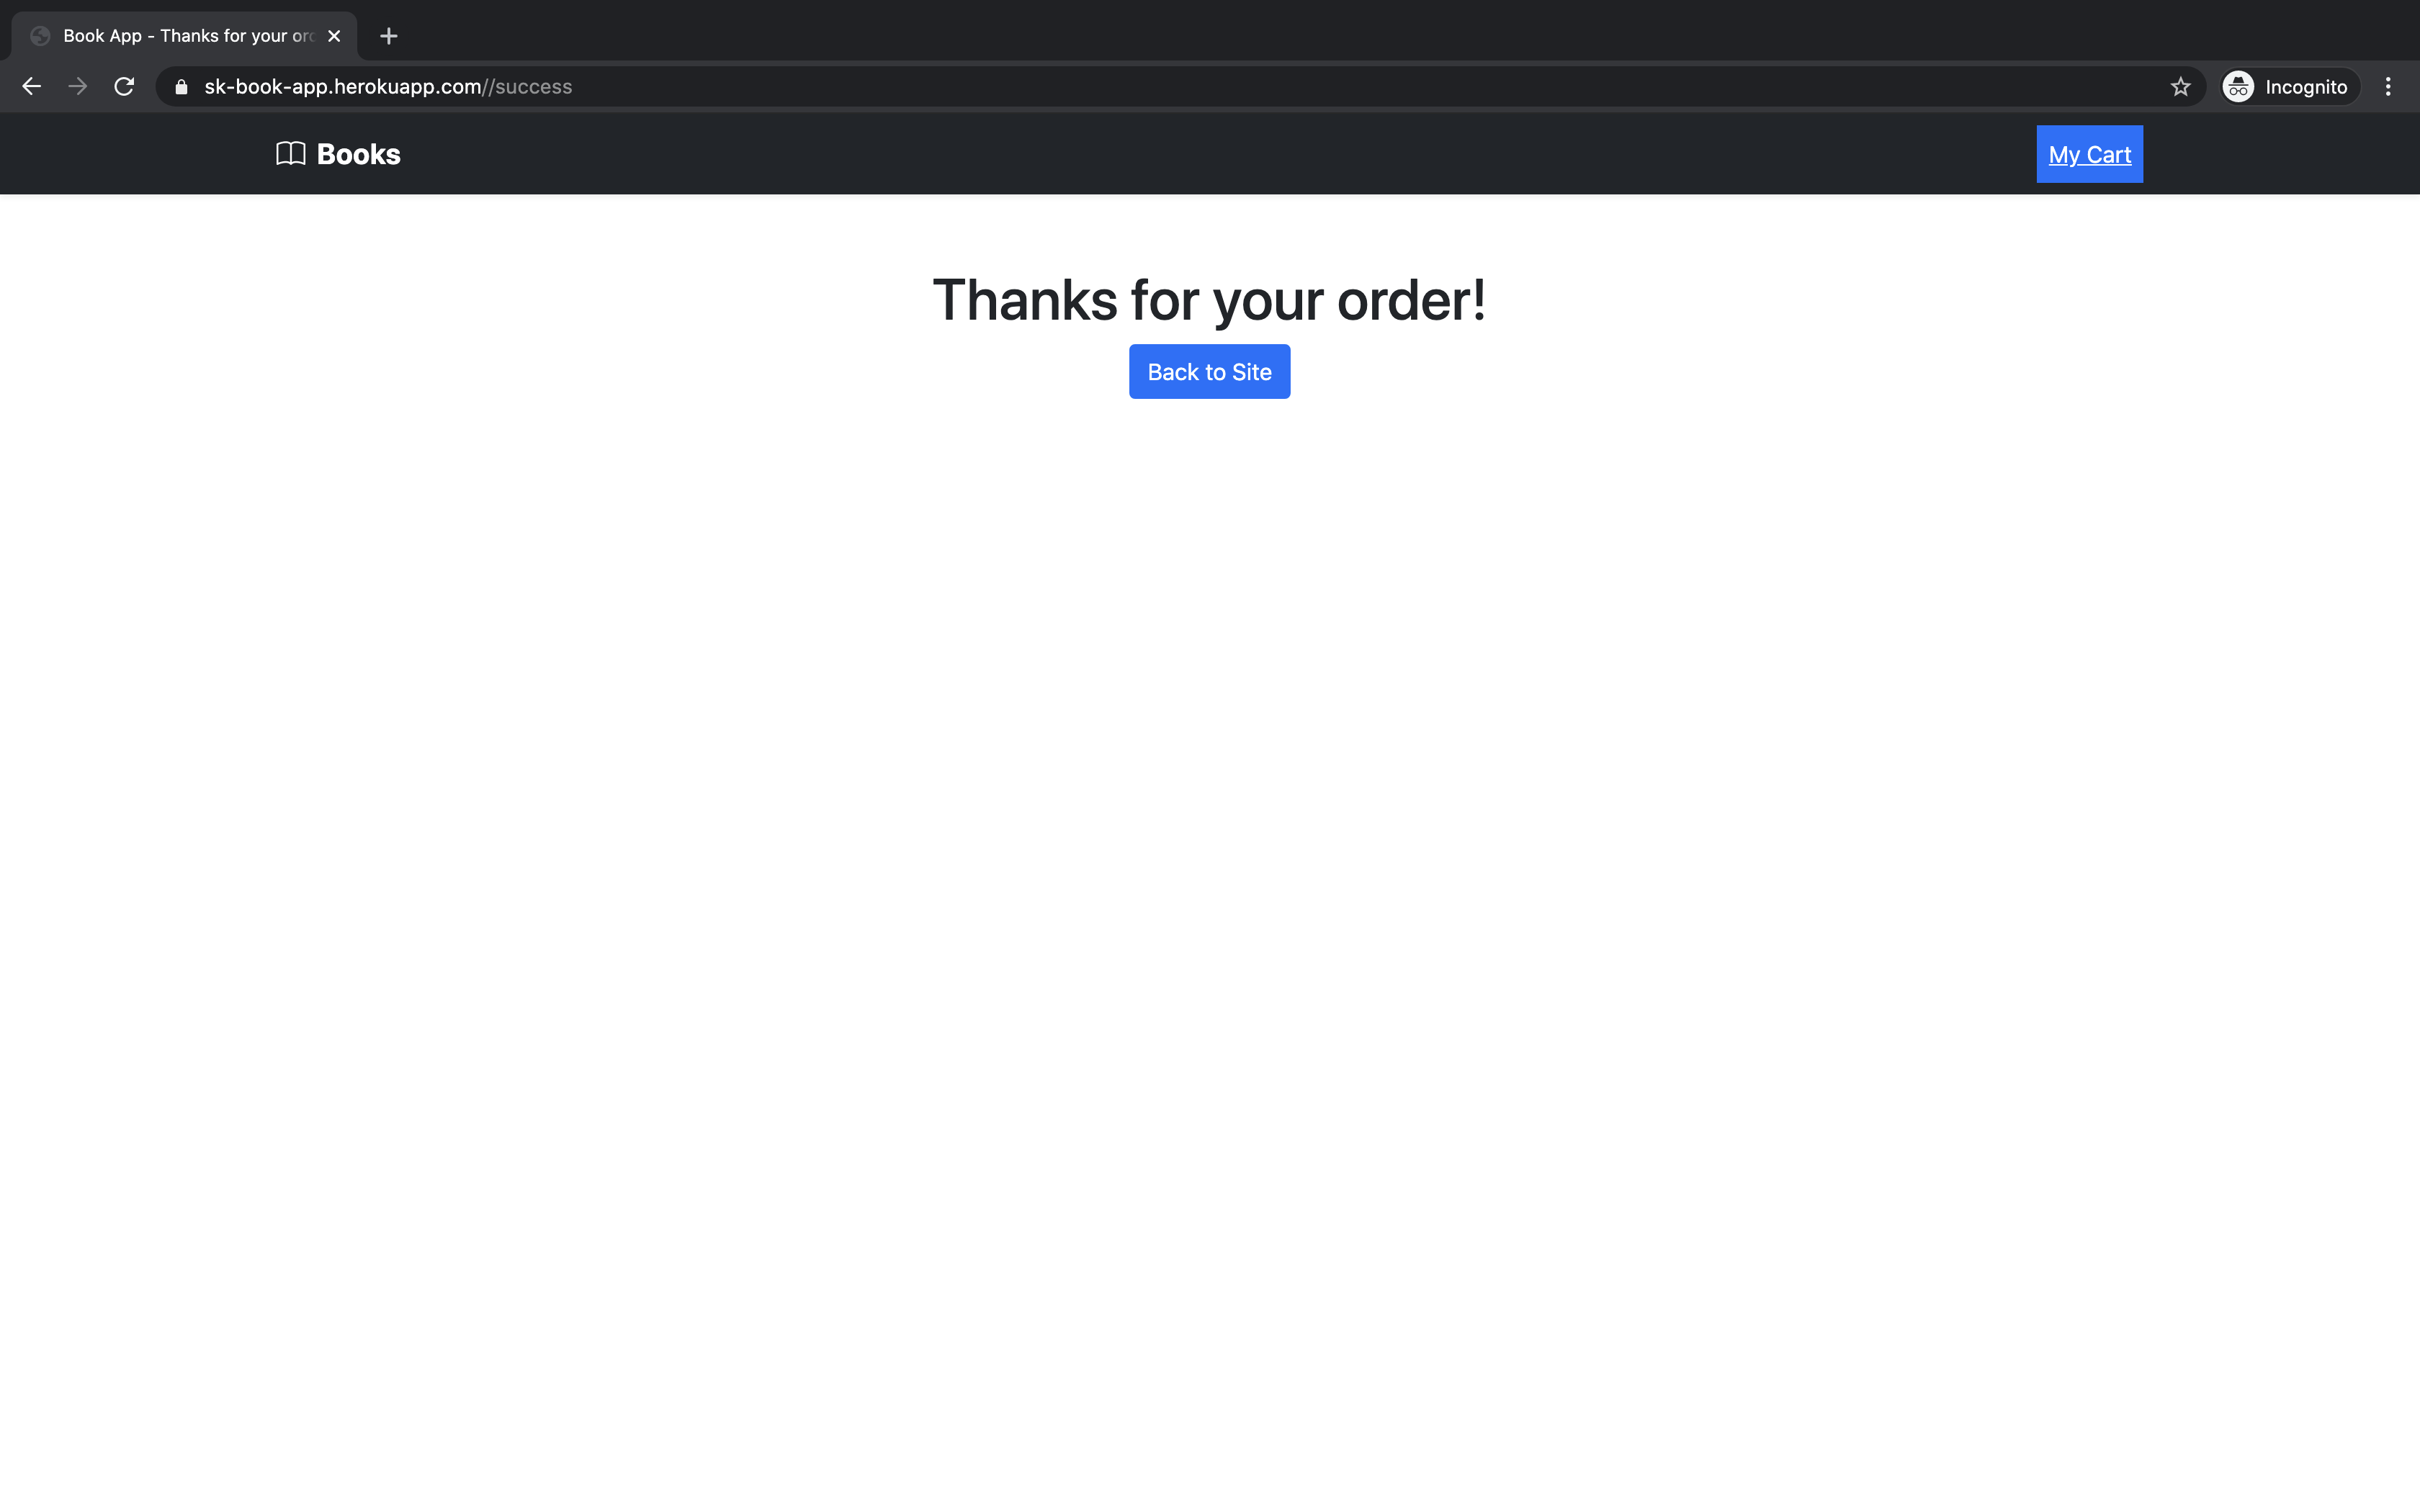 Book App - Thanks for your
sk-book-app.herokuapp.com//success
Incognito
Books
My Cart
Thanks for your order!
Back to Site